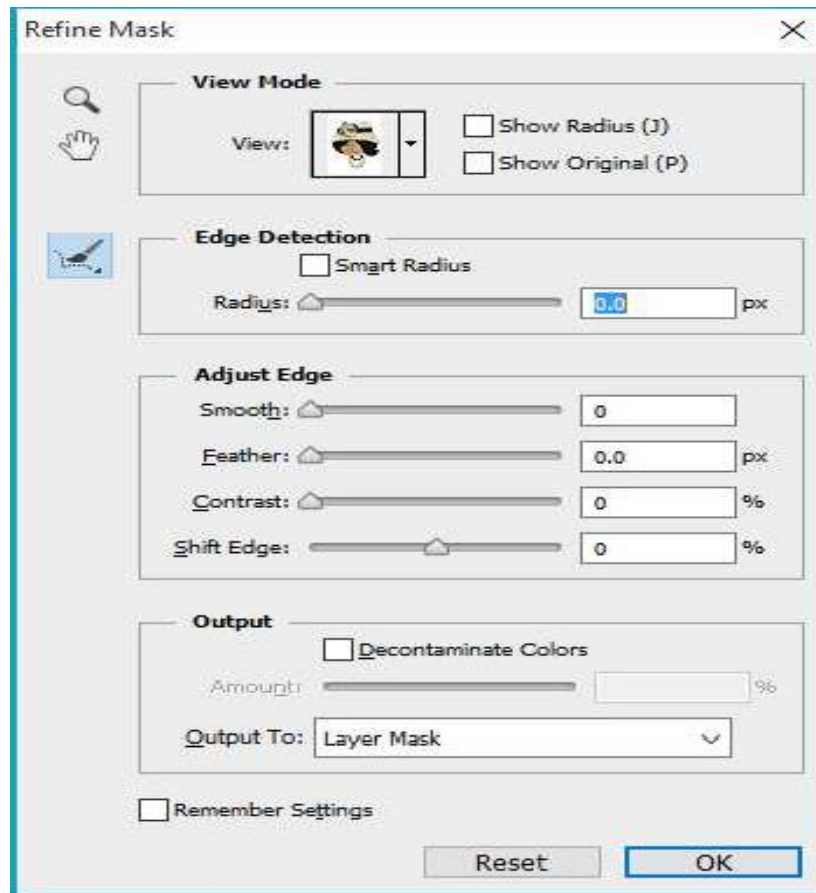 Refine Mask
View Mode
View:
Show Radius (J)
Show Original (P)
Edge Detection
Smart Radius
Radius: 0.0 px
Adjust Edge
Smooth: 0
Feather: 0.0 px
Contrast: 0 %
Shift Edge: 0 %
Output
Decontaminate Colors
Amount: %
Output To: Layer Mask
Remember Settings
Reset OK